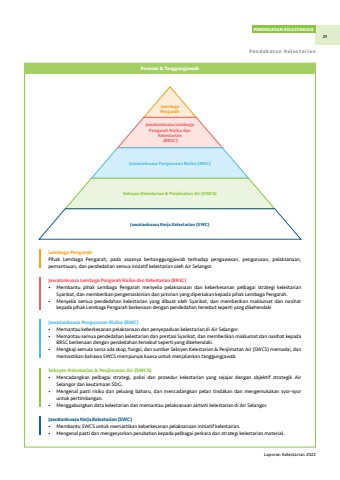 PENDEKATAN KELESTARIAN
29
Pendekatan Kelestarian
Peranan & Tanggungjawab
Lembaga
Pengarah
Jawatankuasa Lembaga
Pengarah Risiko dan
Kelestarian
(BRSC)
Jawatankuasa Pengurusan Risiko (RMC)
Seksyen Kelestarian & Penjimatan Air (SWCS)
Jawatankuasa Kerja Kelestarian (SWC)
Lembaga Pengarah
Pihak Lembaga Pengarah, pada asasnya bertanggungjawab terhadap pengawasan, pengurusan, pelaksanaan,
pemantauan, dan pendedahan semua inisiatif kelestarian oleh Air Selangor.
Jawatankuasa Lembaga Pengarah Risiko dan Kelestarian (BRSC)
• Membantu pihak Lembaga Pengarah menyelia pelaksanaan dan keberkesanan pelbagai strategi kelestarian
Syarikat, dan memberikan pengemaskinian dan jaminan yang diperlukan kepada pihak Lembaga Pengarah.
• Menyelia semua pendedahan kelestarian yang dibuat oleh Syarikat, dan memberikan maklumat dan nasihat
kepada pihak Lembaga Pengarah berkenaan dengan pendedahan tersebut seperti yang dikehendaki
Jawatankuasa Pengurusan Risiko (RMC)
• Memantau keberkesanan pelaksanaan dan penyepaduan kelestarian di Air Selangor.
• Memantau semua pendedahan kelestarian dan prestasi Syarikat, dan memberikan maklumat dan nasihat kepada
BRSC berkenaan dengan pendedahan tersebut seperti yang dikehendaki.
• Mengkaji semula sama ada skop, fungsi, dan sumber Seksyen Kelestarian & Penjimatan Air (SWCS) memadai, dan
memastikan bahawa SWCS mempunyai kuasa untuk menjalankan tanggungjawab.
Seksyen Kelestarian & Penjimatan Air (SWCS)
• Mencadangkan pelbagai strategi, polisi dan prosedur kelestarian yang sejajar dengan objektif strategik Air
Selangor dan keutamaan SDG.
• Mengenal pasti risiko dan peluang baharu, dan mencadangkan pelan tindakan dan mengemukakan syor-syor
untuk pertimbangan.
• Menggabungkan data kelestarian dan memantau pelaksanaan aktiviti kelestarian di Air Selangor.
Jawatankuasa Kerja Kelestarian (SWC)
• Membantu SWCS untuk memastikan keberkesanan pelaksanaan inisiatif kelestarian.
• Mengenal pasti dan mengesyorkan perubahan kepada pelbagai perkara dan strategi kelestarian material.
Laporan Kelestarian 2022